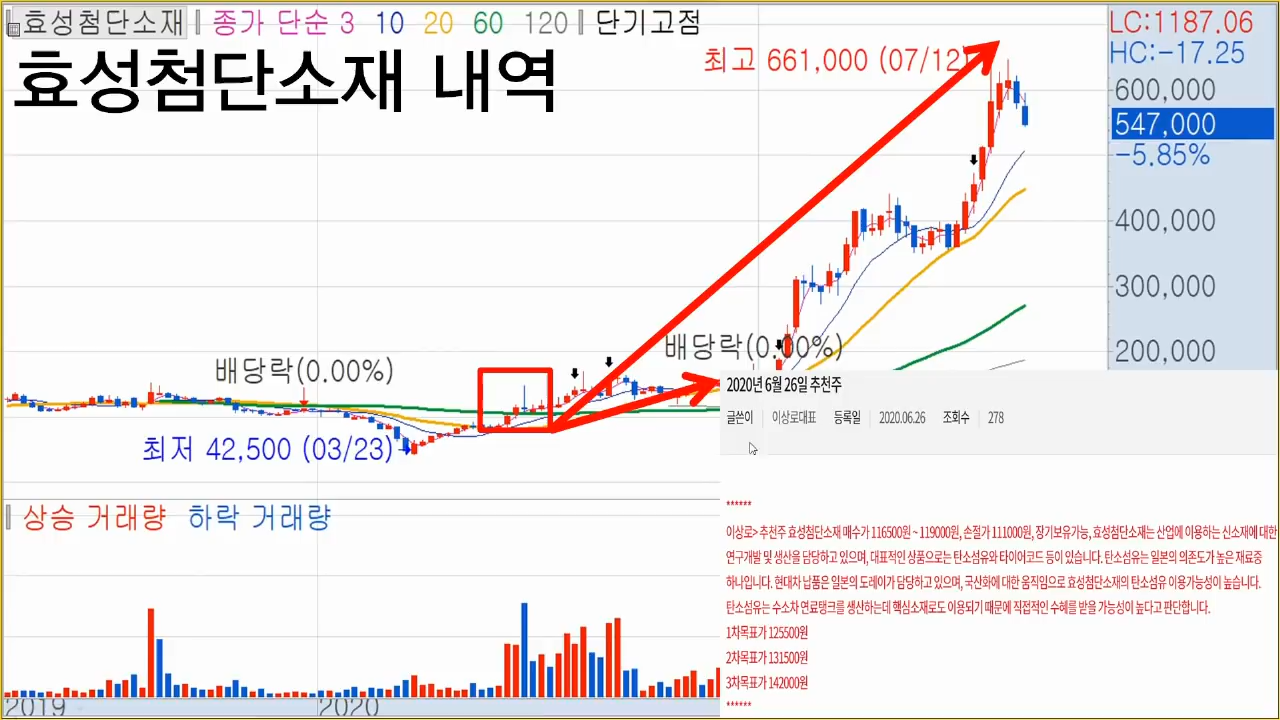 효성첨단소재 종가 단순 3 10 20 60 120 단기고점
효성첨단소재 내역
최고 661,000 (07/12)
LC:1187.06
HC:-17.25
600,000
547,000
-5.85%
400,000
300,000
200,000
배당락(0.00%)
배당락(0.00%)
최저 42,500 (03/23)
상승 거래량 하락 거래량
2019
2020
2020년 6월 26일 추천주
글쓴이 이상로대표 등록일 2020.06.26 조회수 278
******
이상로> 추천주 효성첨단소재 매수가 116500원 ~ 119000원, 손절가 111000원, 장기보유가능, 효성첨단소재는 산업에 이용하는 신소재에 대한
연구개발 및 생산을 담당하고 있으며, 대표적인 상품으로는 탄소섬유와 타이어코드 등이 있습니다. 탄소섬유는 일본의 의존도가 높은 재료중
하나입니다. 현대차 납품은 일본의 도레이가 담당하고 있으며, 국산화에 대한 움직임으로 효성첨단소재의 탄소섬유 이용가능성이 높습니다.
탄소섬유는 수소차 연료탱크를 생산하는데 핵심소재로도 이용되기 때문에 직접적인 수혜를 받을 가능성이 높다고 판단합니다.
1차목표가 125500원
2차목표가 131500원
3차목표가 142000원
******